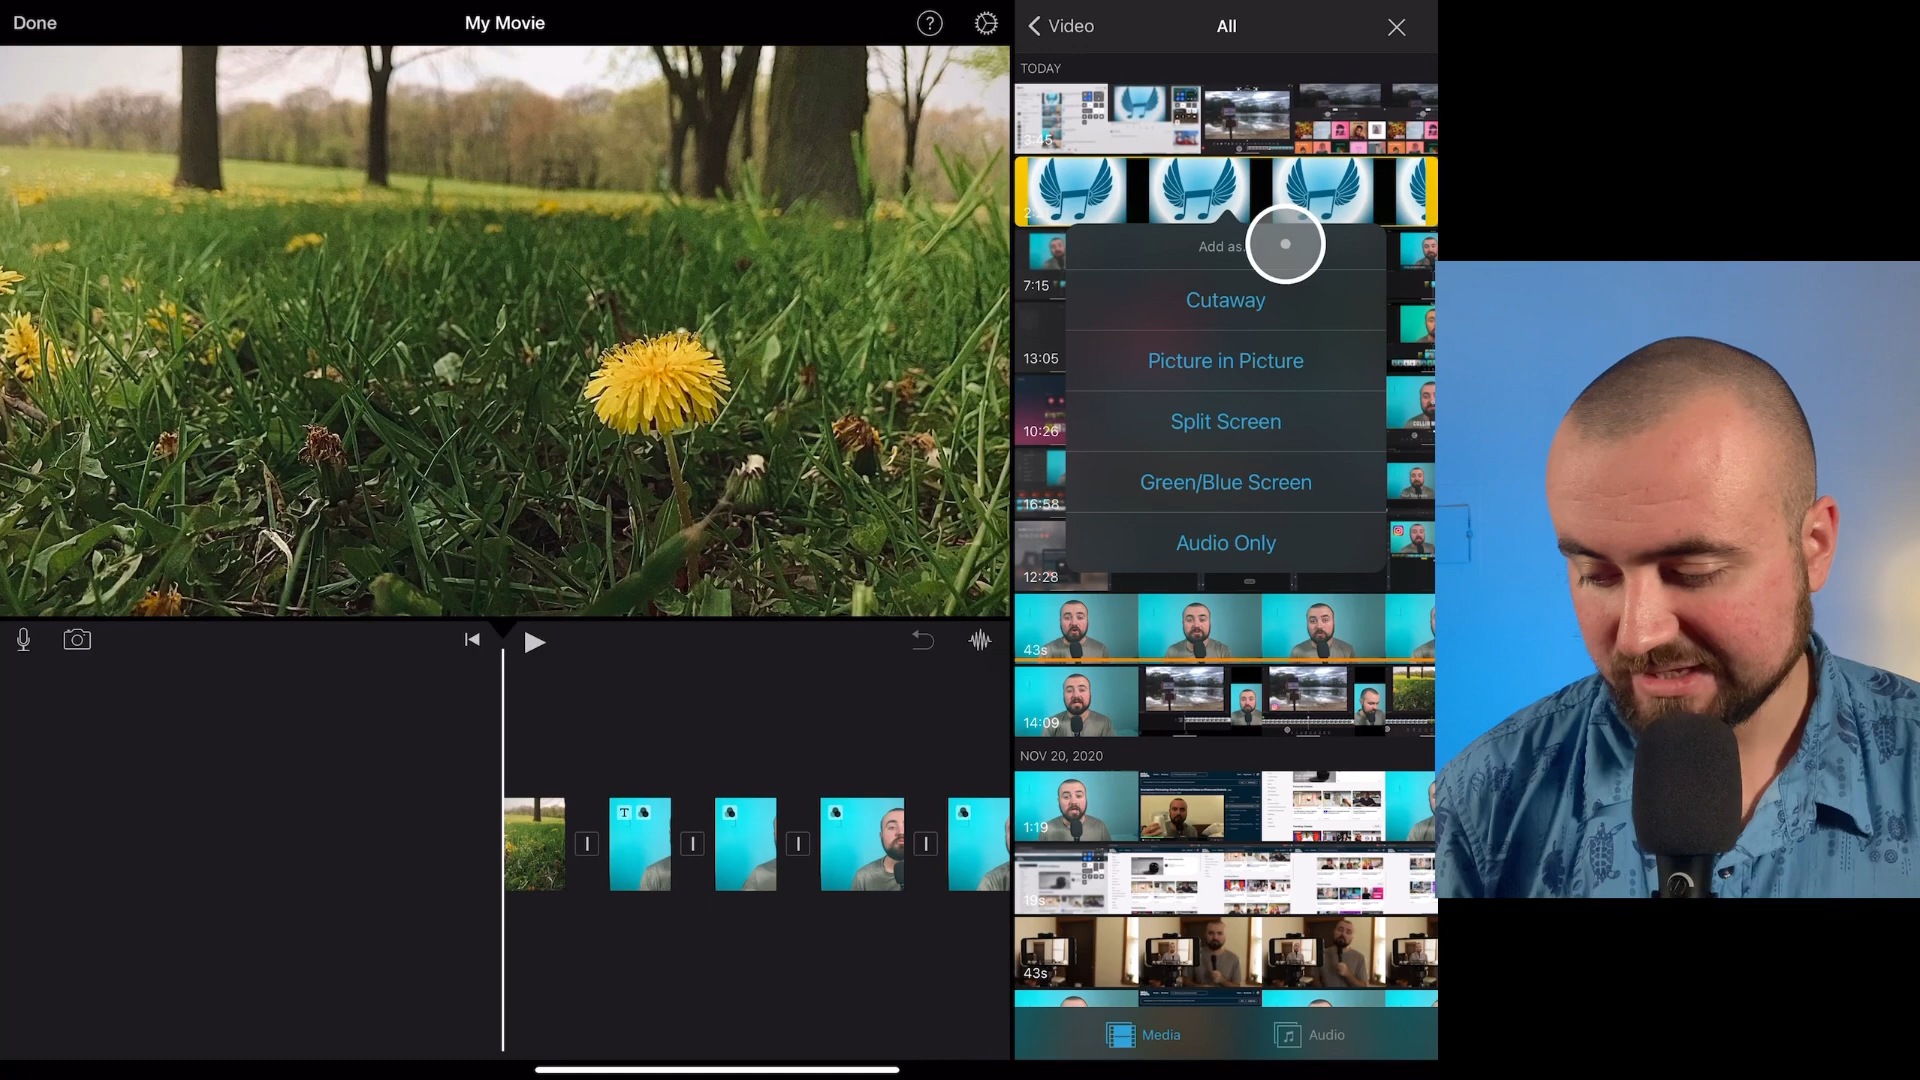 Done
My Movie
?
Video
All
TODAY
3:45
Add as
7:15
Cutaway
13:05
Picture in Picture
10:26
Split Screen
16:58
Green/Blue Screen
12:28
Audio Only
43s
14:09
NOV 20, 2020
1:19
T
19s
43s
Media
Audio